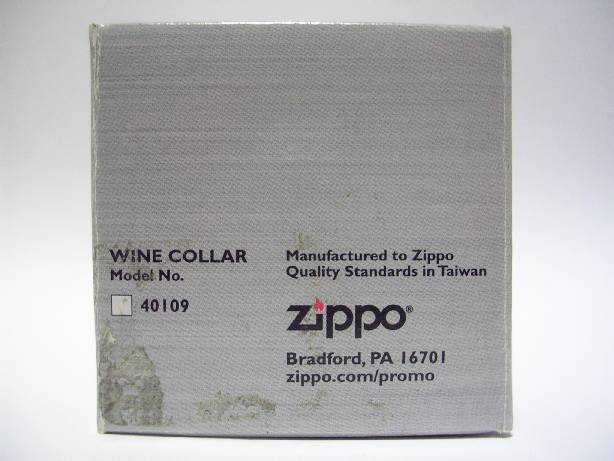 WINE COLLAR
Model No.
40109
Manufactured to Zippo
Quality Standards in Taiwan
zippo®
Bradford, PA 16701
zippo.com/promo